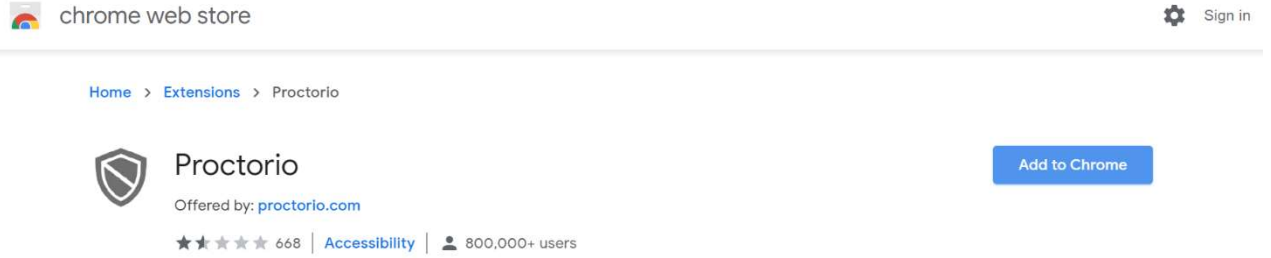 chrome web store Sign in
Home > Extensions > Proctorio
Proctorio Add to Chrome
Offered by: proctorio.com
668 | Accessibility | 800,000+ users